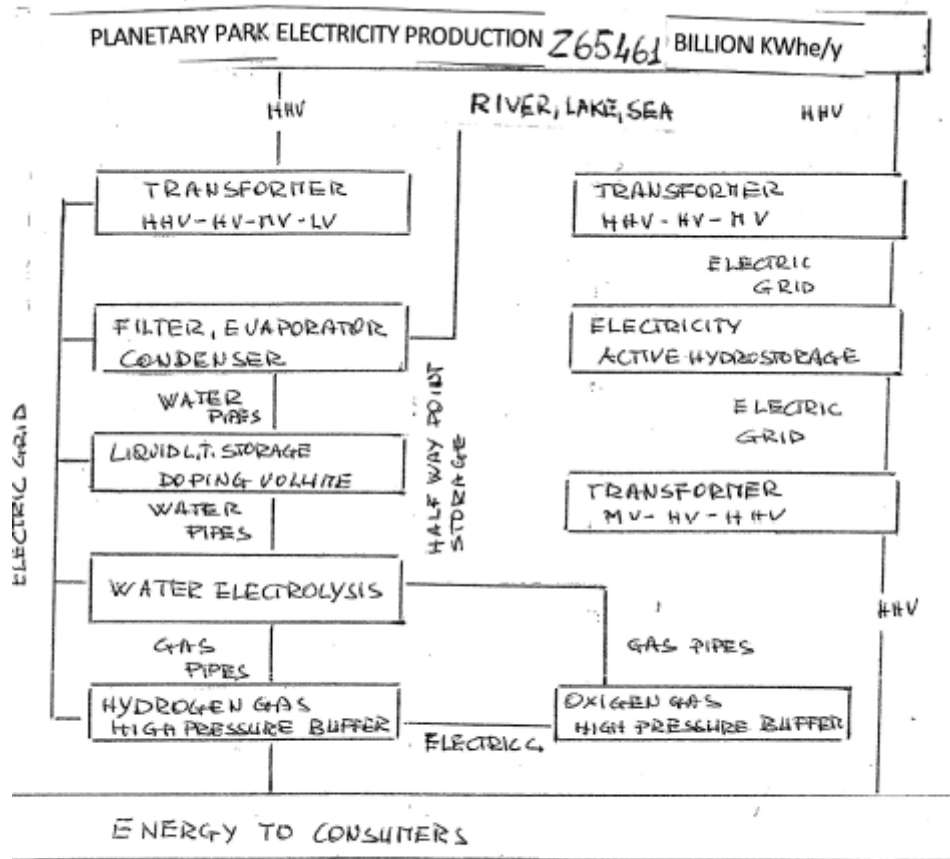 PLANETARY PARK ELECTRICITY PRODUCTION 265461 BILLION KWhe/y
HHV
RIVER, LAKE, SEA
HHV
TRANSFORMER
HHV-HV-MV-LV
TRANSFORMER
HHV-HV-MV
ELECTRIC
GRID
FILTER, EVAPORATOR
CONDENSER
ELECTRICITY
ACTIVE HYDROSTORAGE
WATER
PIPES
ELECTRIC GRID
HALF WAY POINT
STORAGE
ELECTRIC
GRID
LIQUID L.T. STORAGE
DOPING VOLUME
TRANSFORMER
MV-HV-HHV
WATER
PIPES
WATER ELECTROLYSIS
HHV
GAS
PIPES
GAS PIPES
HYDROGEN GAS
HIGH PRESSURE BUFFER
OXIGEN GAS
HIGH PRESSURE BUFFER
ELECTRIC C.
ENERGY TO CONSUMERS